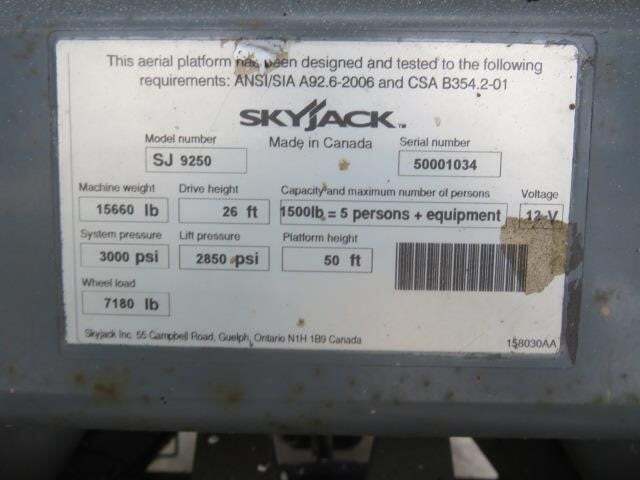 This aerial platform has been designed and tested to the following
requirements: ANSI/SIA A92.6-2006 and CSA B354.2-01
SKYJACK™
Made in Canada
Model number
SJ 9250
Serial number
50001034
Machine weight
15660 lb
Drive height
26 ft
Capacity and maximum number of persons
1500lb = 5 persons + equipment
Voltage
12 V
System pressure
3000 psi
Lift pressure
2850 psi
Platform height
50 ft
Wheel load
7180 lb
Skyjack Inc. 55 Campbell Road, Guelph, Ontario N1H 1B9 Canada
158030AA